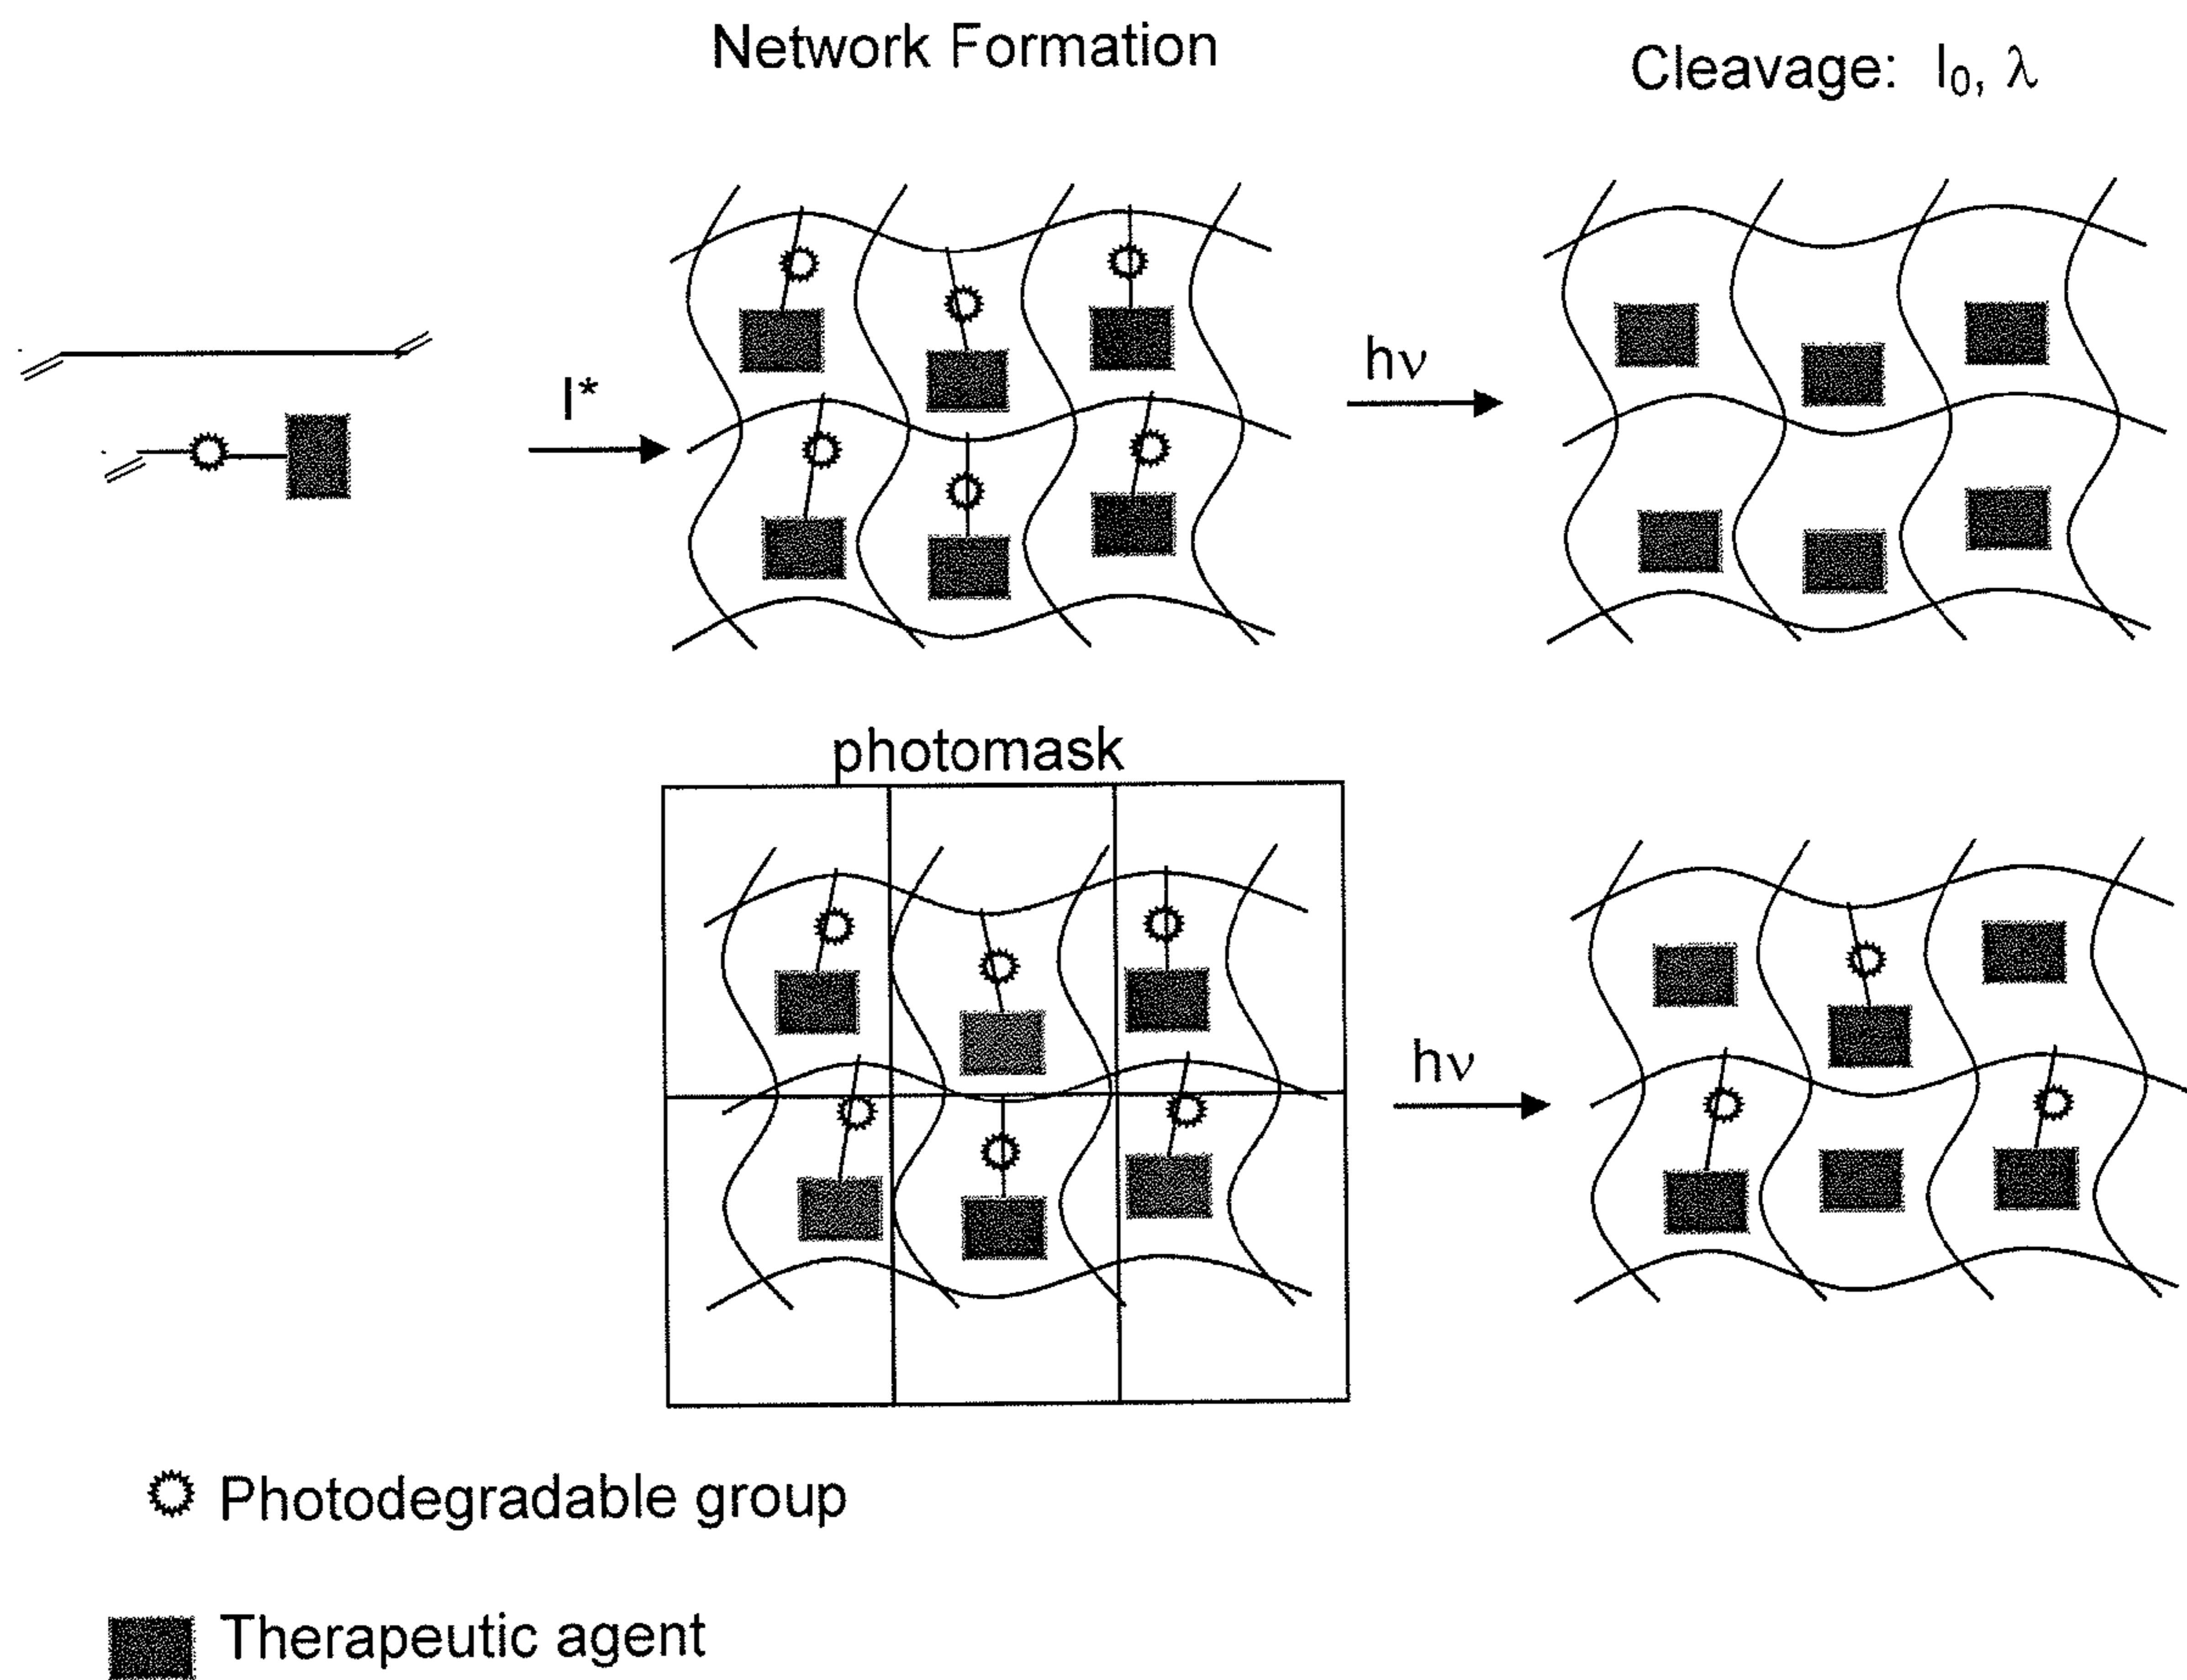 Network Formation
Cleavage: I₀, λ
I*
hν
photomask
hν
Photodegradable group
Therapeutic agent